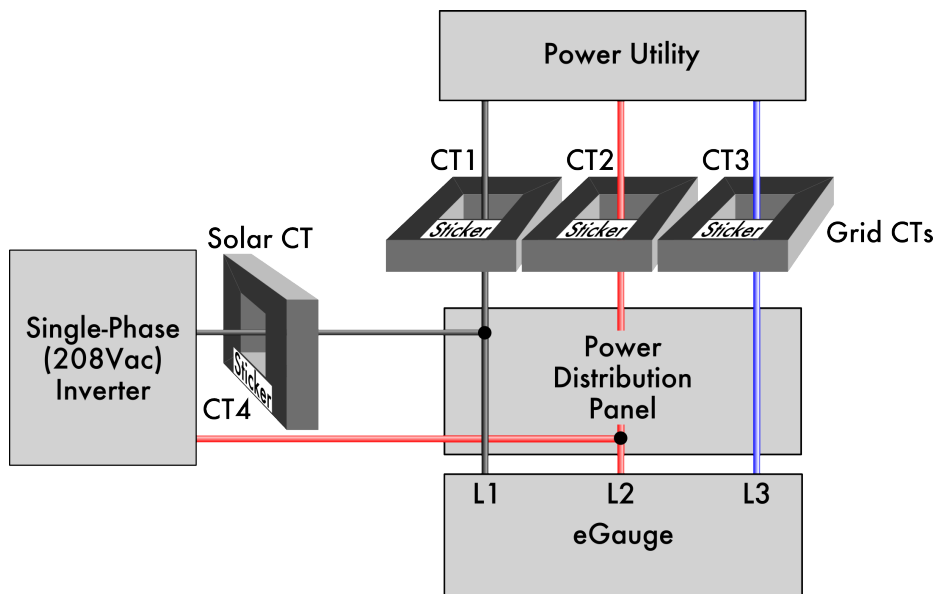 Power Utility
CT1
CT2
CT3
Sticker
Sticker
Sticker
Grid CTs
Solar CT
Single-Phase
(208Vac)
Inverter
Sticker
CT4
Power
Distribution
Panel
L1
L2
L3
eGauge